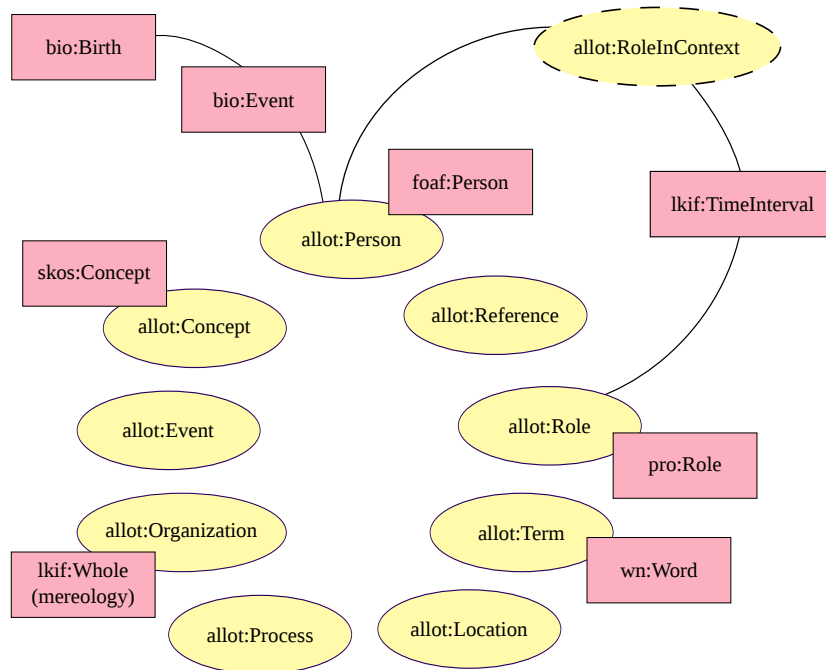 bio:Birth
allot:RoleInContext
bio:Event
foaf:Person
lkif:TimeInterval
allot:Person
skos:Concept
allot:Concept
allot:Reference
allot:Event
allot:Role
pro:Role
allot:Organization
allot:Term
lkif:Whole
(mereology)
wn:Word
allot:Process
allot:Location